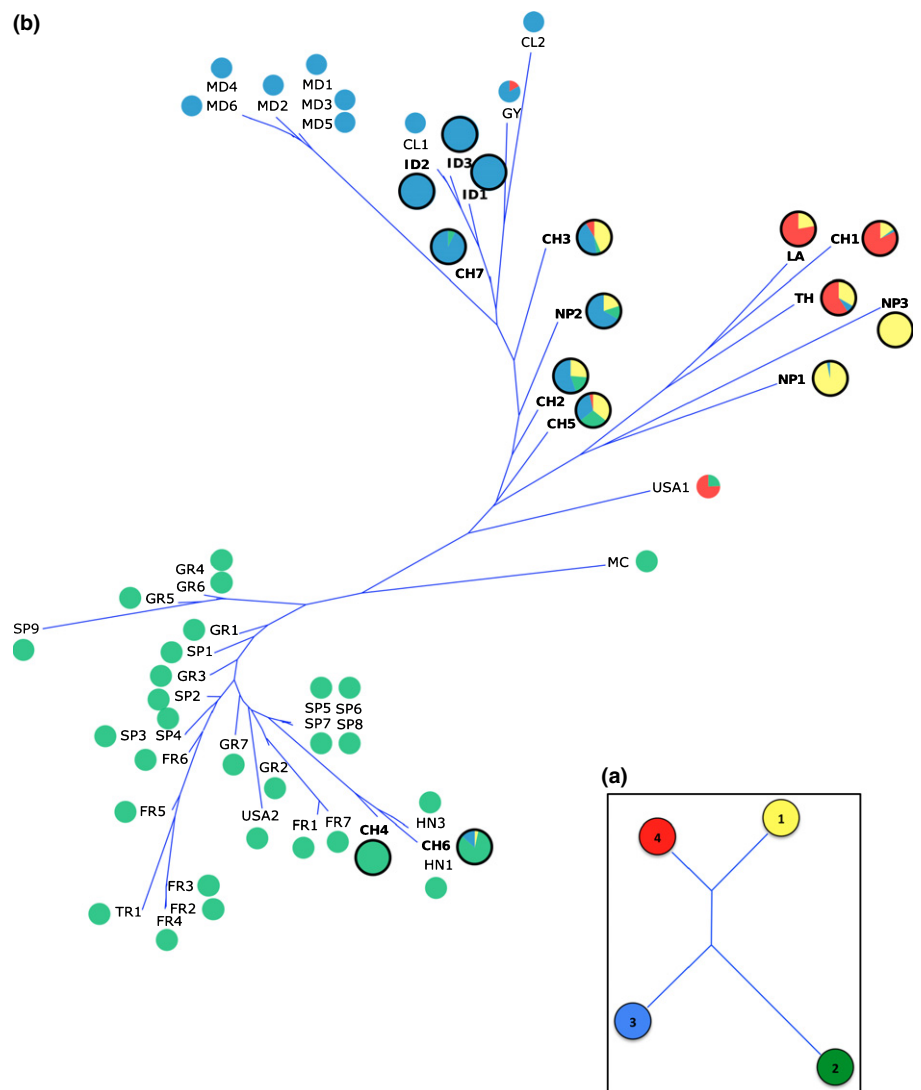 (b)
CL2
MD4
MD1
MD6
MD2
MD3
GY
MD5
CL1
ID3
ID2
ID1
CH3
LA
CH1
CH7
TH
NP3
NP2
NP1
CH2
CH5
USA1
MC
GR4
GR6
GR5
SP9
GR1
SP1
GR3
SP5 SP6
SP2
SP7 SP8
SP3
SP4
GR7
FR6
GR2
(a)
FR5
USA2
HN3
1
FR1
FR7
CH4
4
CH6
HN1
FR3
TR1
FR2
FR4
3
2